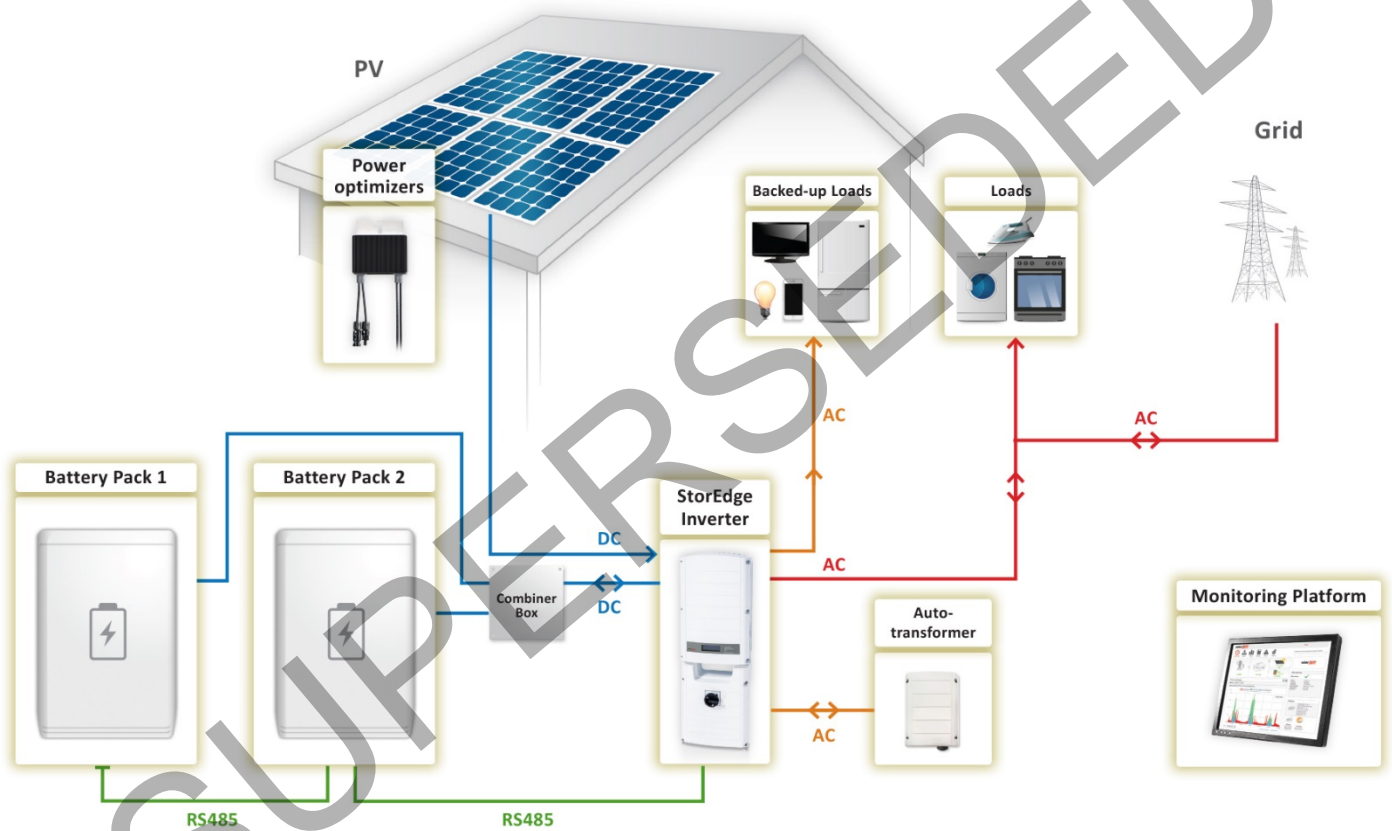 PV
Grid
Power
optimizers
Backed-up Loads
Loads
AC
AC
Battery Pack 1
Battery Pack 2
StorEdge
Inverter
DC
AC
Combiner
Box
DC
Auto-
transformer
Monitoring Platform
AC
RS485
RS485
SUPERSEDED